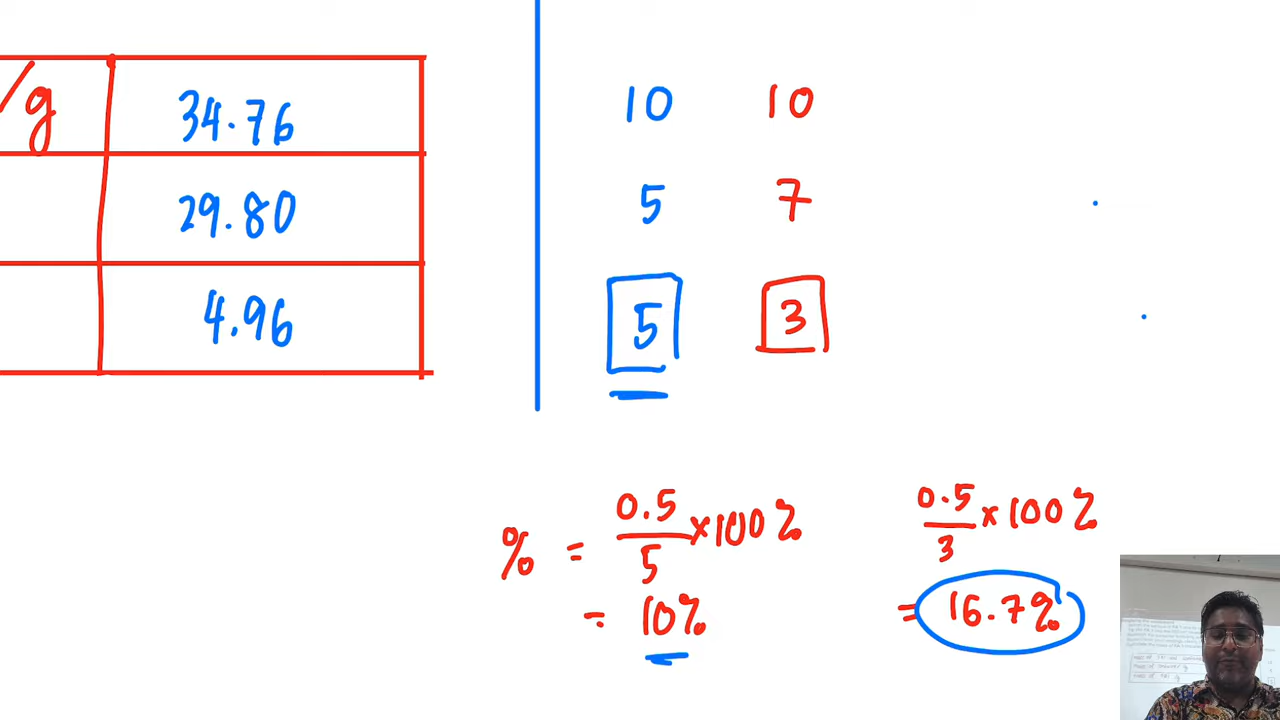 /g 34.76
29.80
4.96
10 10
5 7
5 3
% = 0.5/5 × 100%
= 10%
0.5/3 × 100%
= 16.7%